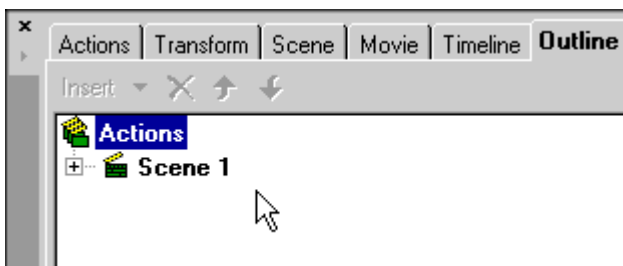 Actions Transform Scene Movie Timeline Outline
Insert
Actions
Scene 1